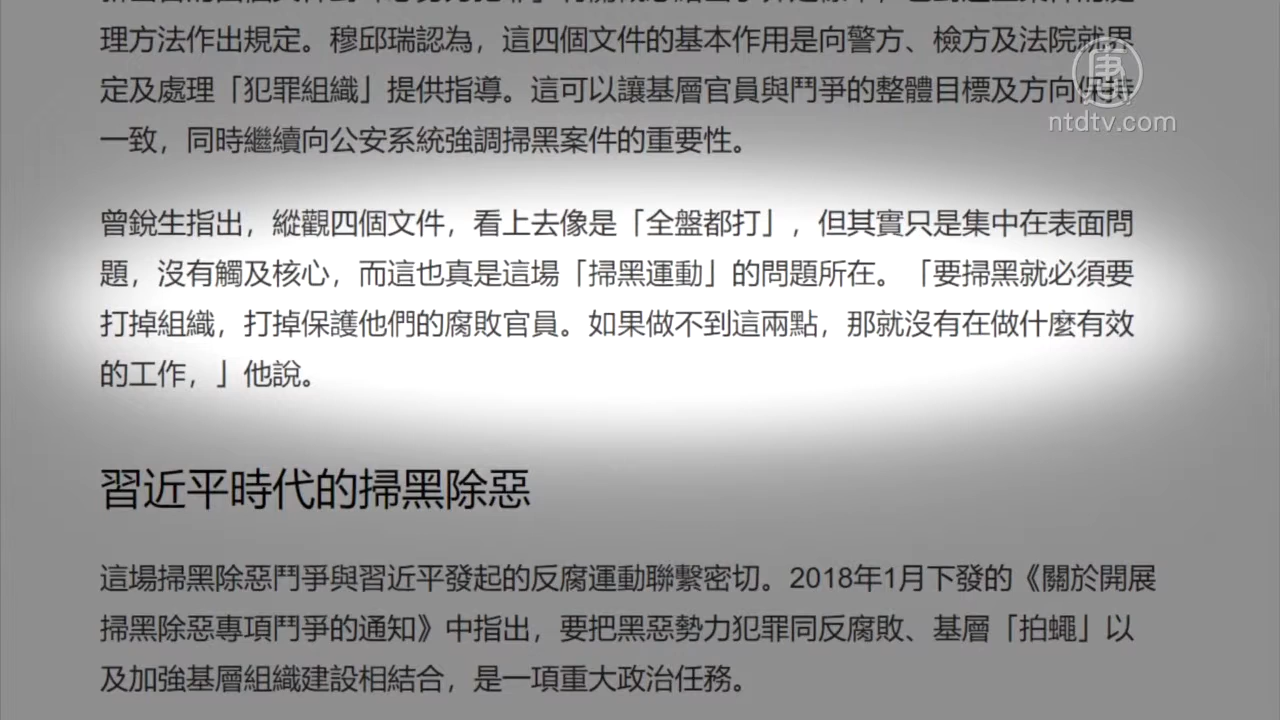 理方法作出規定。穆邱瑞認為，這四個文件的基本作用是向警方、檢方及法院就界
定及處理「犯罪組織」提供指導。這可以讓基層官員與鬥爭的整體目標及方向保持
一致，同時繼續向公安系統強調掃黑案件的重要性。
ntdtv.com
曾銳生指出，縱觀四個文件，看上去像是「全盤都打」，但其實只是集中在表面問
題，沒有觸及核心，而這也真是這場「掃黑運動」的問題所在。「要掃黑就必須要
打掉組織，打掉保護他們的腐敗官員。如果做不到這兩點，那就沒有在做什麼有效
的工作，」他說。
習近平時代的掃黑除惡
這場掃黑除惡鬥爭與習近平發起的反腐運動聯繫密切。2018年1月下發的《關於開展
掃黑除惡專項鬥爭的通知》中指出，要把黑惡勢力犯罪同反腐敗、基層「拍蠅」以
及加強基層組織建設相結合，是一項重大政治任務。